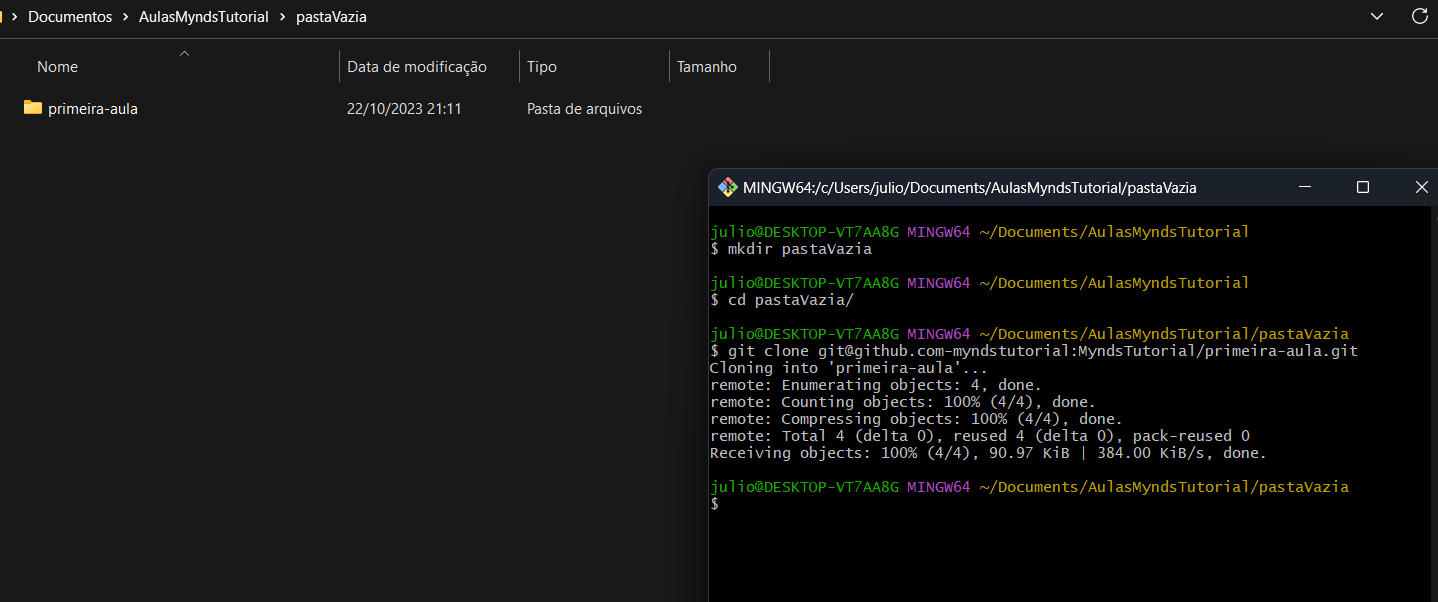 Documentos > AulasMyndsTutorial > pastaVazia
Nome Data de modificação Tipo Tamanho
primeira-aula 22/10/2023 21:11 Pasta de arquivos
MINGW64:/c/Users/julio/Documents/AulasMyndsTutorial/pastaVazia
julio@DESKTOP-VT7AA8G MINGW64 ~/Documents/AulasMyndsTutorial
$ mkdir pastaVazia
julio@DESKTOP-VT7AA8G MINGW64 ~/Documents/AulasMyndsTutorial
$ cd pastaVazia/
julio@DESKTOP-VT7AA8G MINGW64 ~/Documents/AulasMyndsTutorial/pastaVazia
$ git clone git@github.com-myndstutorial:MyndsTutorial/primeira-aula.git
Cloning into 'primeira-aula'...
remote: Enumerating objects: 4, done.
remote: Counting objects: 100% (4/4), done.
remote: Compressing objects: 100% (4/4), done.
remote: Total 4 (delta 0), reused 4 (delta 0), pack-reused 0
Receiving objects: 100% (4/4), 90.97 KiB | 384.00 KiB/s, done.
julio@DESKTOP-VT7AA8G MINGW64 ~/Documents/AulasMyndsTutorial/pastaVazia
$